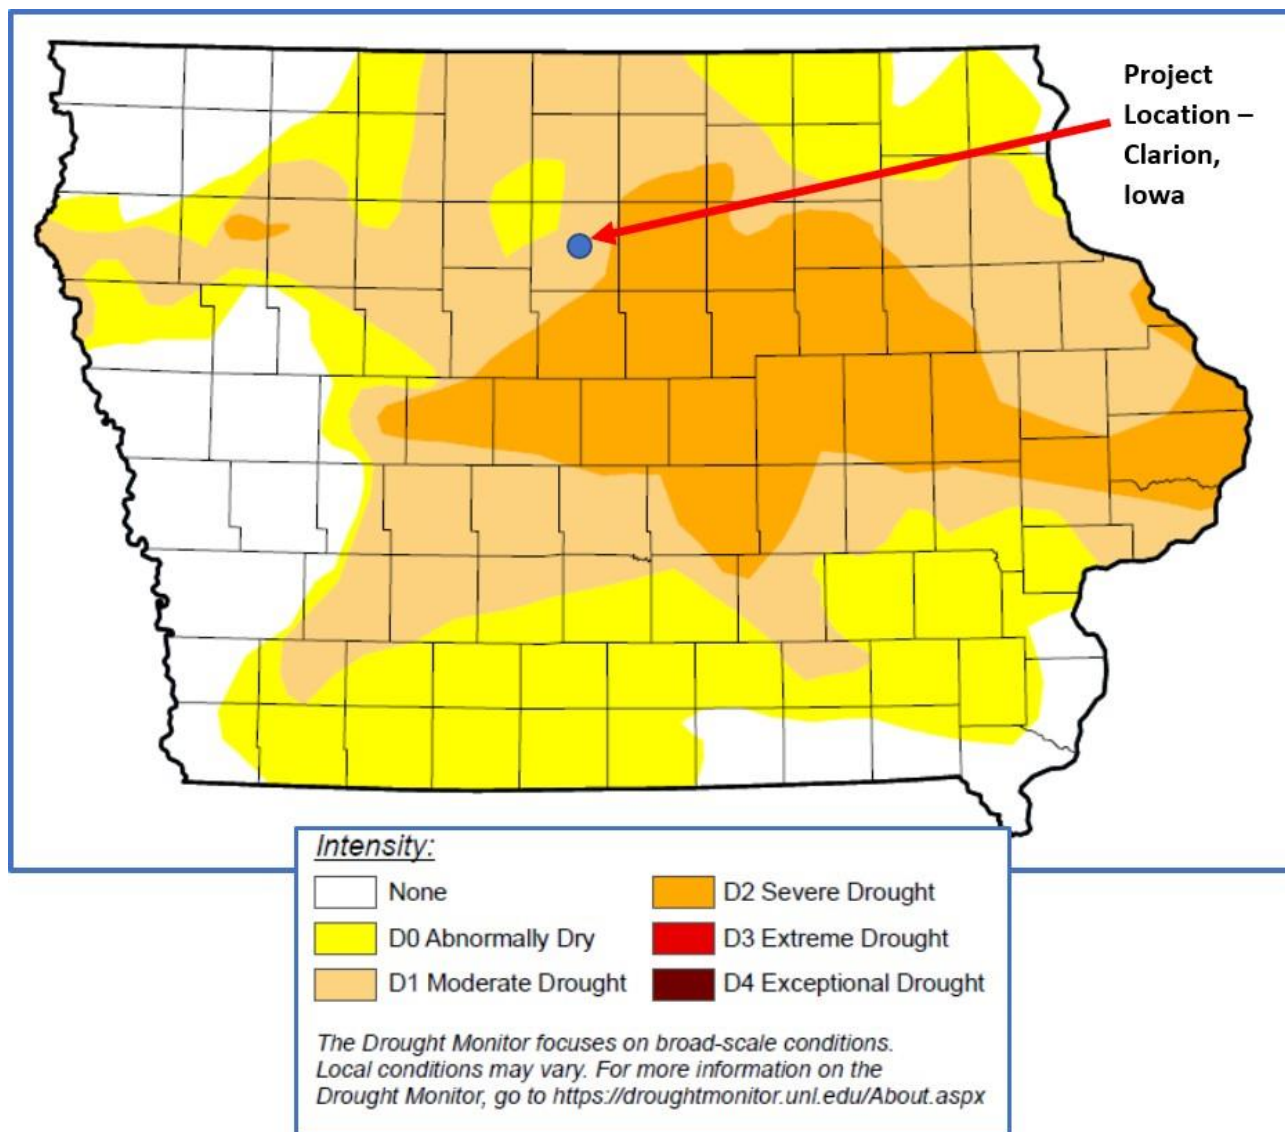 Project
Location –
Clarion,
Iowa
Intensity:
None
D0 Abnormally Dry
D1 Moderate Drought
D2 Severe Drought
D3 Extreme Drought
D4 Exceptional Drought
The Drought Monitor focuses on broad-scale conditions.
Local conditions may vary. For more information on the
Drought Monitor, go to https://droughtmonitor.unl.edu/About.aspx